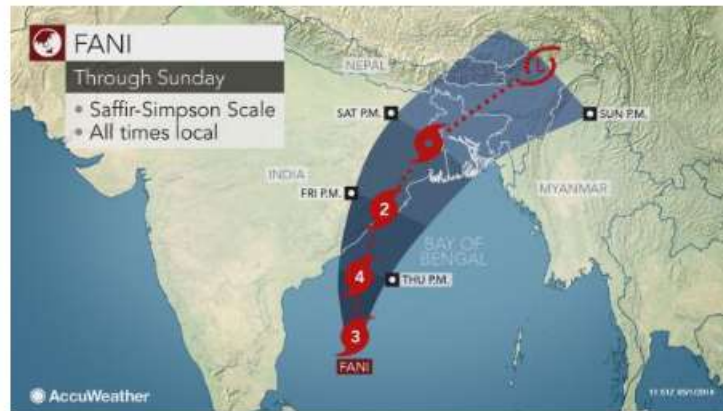 FANI
Through Sunday
• Saffir-Simpson Scale
• All times local
NEPAL
SAT P.M.
L
SUN P.M.
INDIA
FRI P.M.
2
MYANMAR
BAY OF
BENGAL
4
THU P.M.
3
FANI
AccuWeather